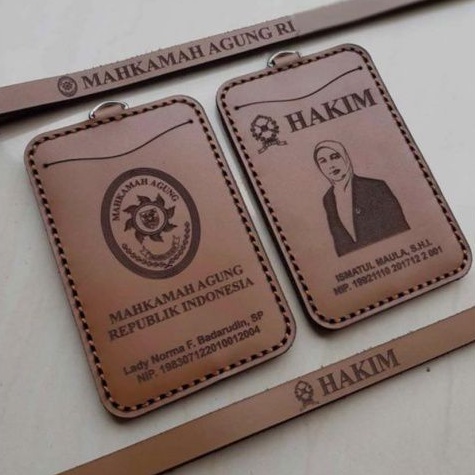 MAHKAMAH AGUNG RI
MAHKAMAH AGUNG
MAHKAMAH AGUNG
REPUBLIK INDONESIA
Lady Norma F. Badarudin, SP
NIP. 198307122010012004
HAKIM
ISMATUL MAULA, S.H.I.
NIP. 19921110 201712 2 001
HAKIM